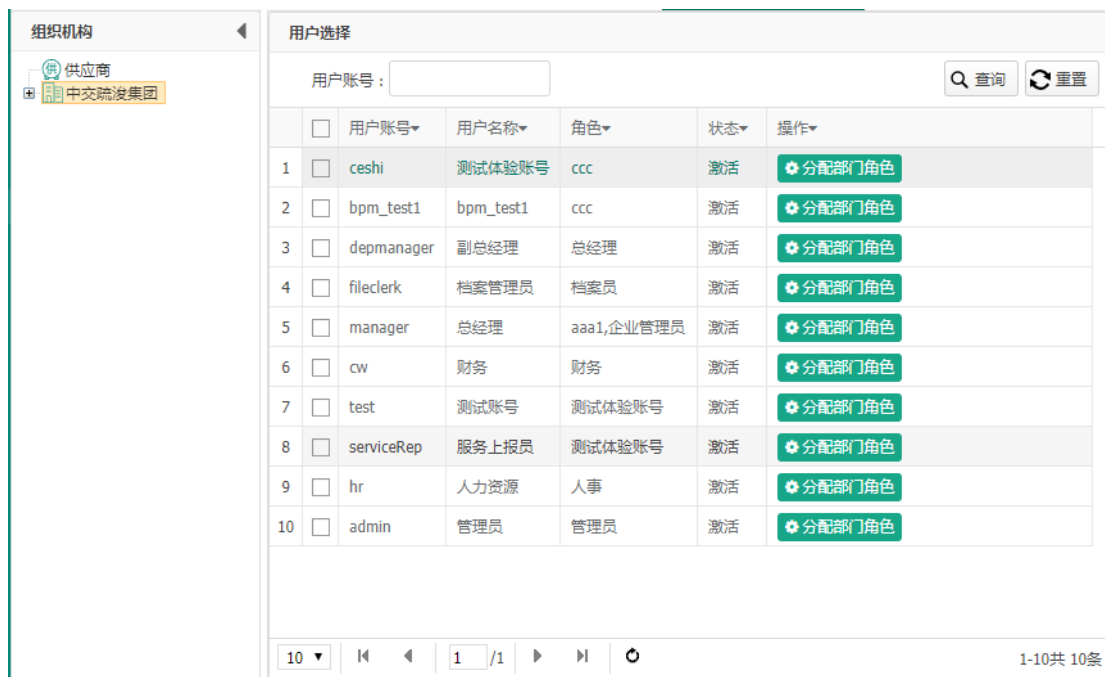 组织机构
供应商
中交疏浚集团
用户选择
用户账号：
查询 重置
用户账号 用户名称 角色 状态 操作
1 ceshi 测试体验账号 ccc 激活 分配部门角色
2 bpm_test1 bpm_test1 ccc 激活 分配部门角色
3 depmanager 副总经理 总经理 激活 分配部门角色
4 fileclerk 档案管理员 档案员 激活 分配部门角色
5 manager 总经理 aaa1,企业管理员 激活 分配部门角色
6 cw 财务 财务 激活 分配部门角色
7 test 测试账号 测试体验账号 激活 分配部门角色
8 serviceRep 服务上报员 测试体验账号 激活 分配部门角色
9 hr 人力资源 人事 激活 分配部门角色
10 admin 管理员 管理员 激活 分配部门角色
10 1 /1 1-10共 10条